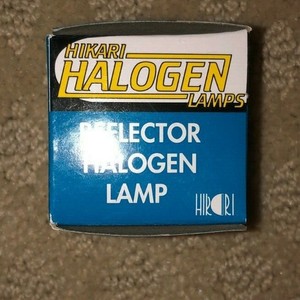 HIKARI
HALOGEN
LAMPS
REFLECTOR
HALOGEN
LAMP
HIKARI